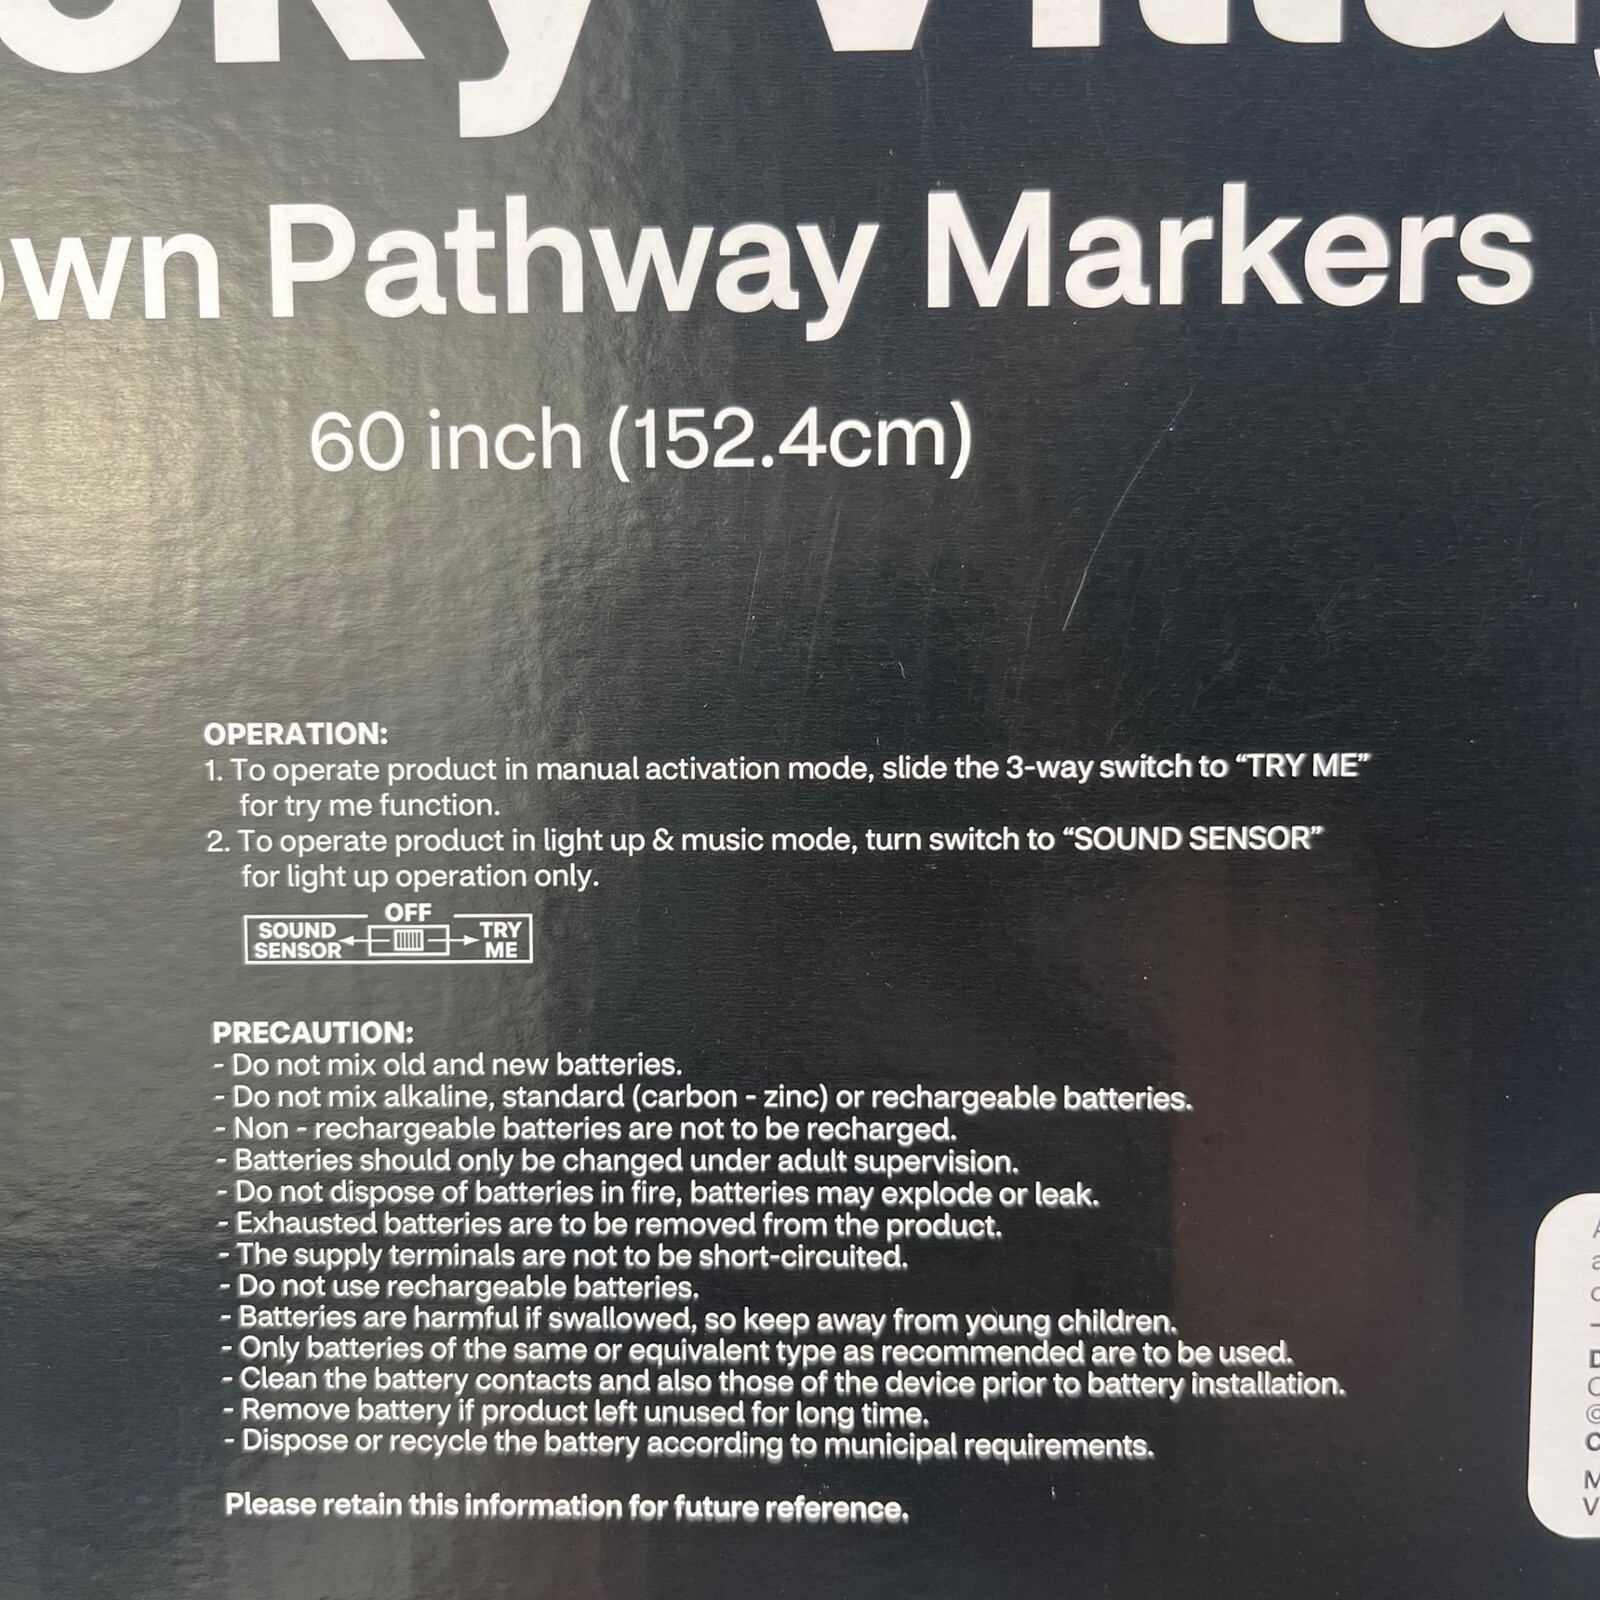 Pathway Markers
60 inch (152.4cm)
OPERATION:
1. To operate product in manual activation mode, slide the 3-way switch to “TRY ME”
for try me function.
2. To operate product in light up & music mode, turn switch to “SOUND SENSOR”
for light up operation only.
OFF
SOUND TRY
SENSOR ME
PRECAUTION:
- Do not mix old and new batteries.
- Do not mix alkaline, standard (carbon - zinc) or rechargeable batteries.
- Non - rechargeable batteries are not to be recharged.
- Batteries should only be changed under adult supervision.
- Do not dispose of batteries in fire, batteries may explode or leak.
- Exhausted batteries are to be removed from the product.
- The supply terminals are not to be short-circuited.
- Do not use rechargeable batteries.
- Batteries are harmful if swallowed, so keep away from young children.
- Only batteries of the same or equivalent type as recommended are to be used.
- Clean the battery contacts and also those of the device prior to battery installation.
- Remove battery if product left unused for long time.
- Dispose or recycle the battery according to municipal requirements.
Please retain this information for future reference.